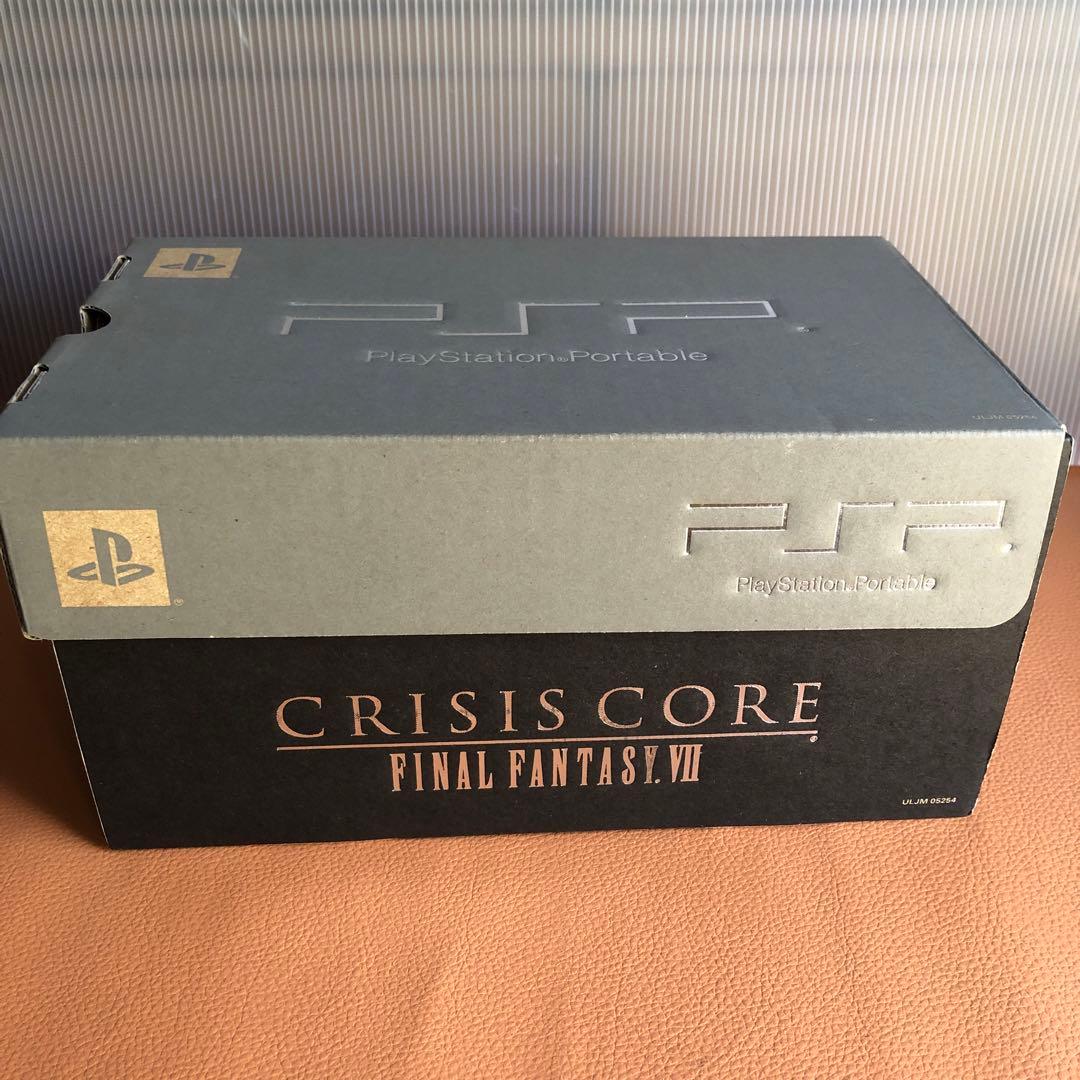 PSP
PlayStation®Portable
ULJM 05254
PSP
PlayStation®Portable
CRISIS CORE
FINAL FANTASY VII
ULJM 05254